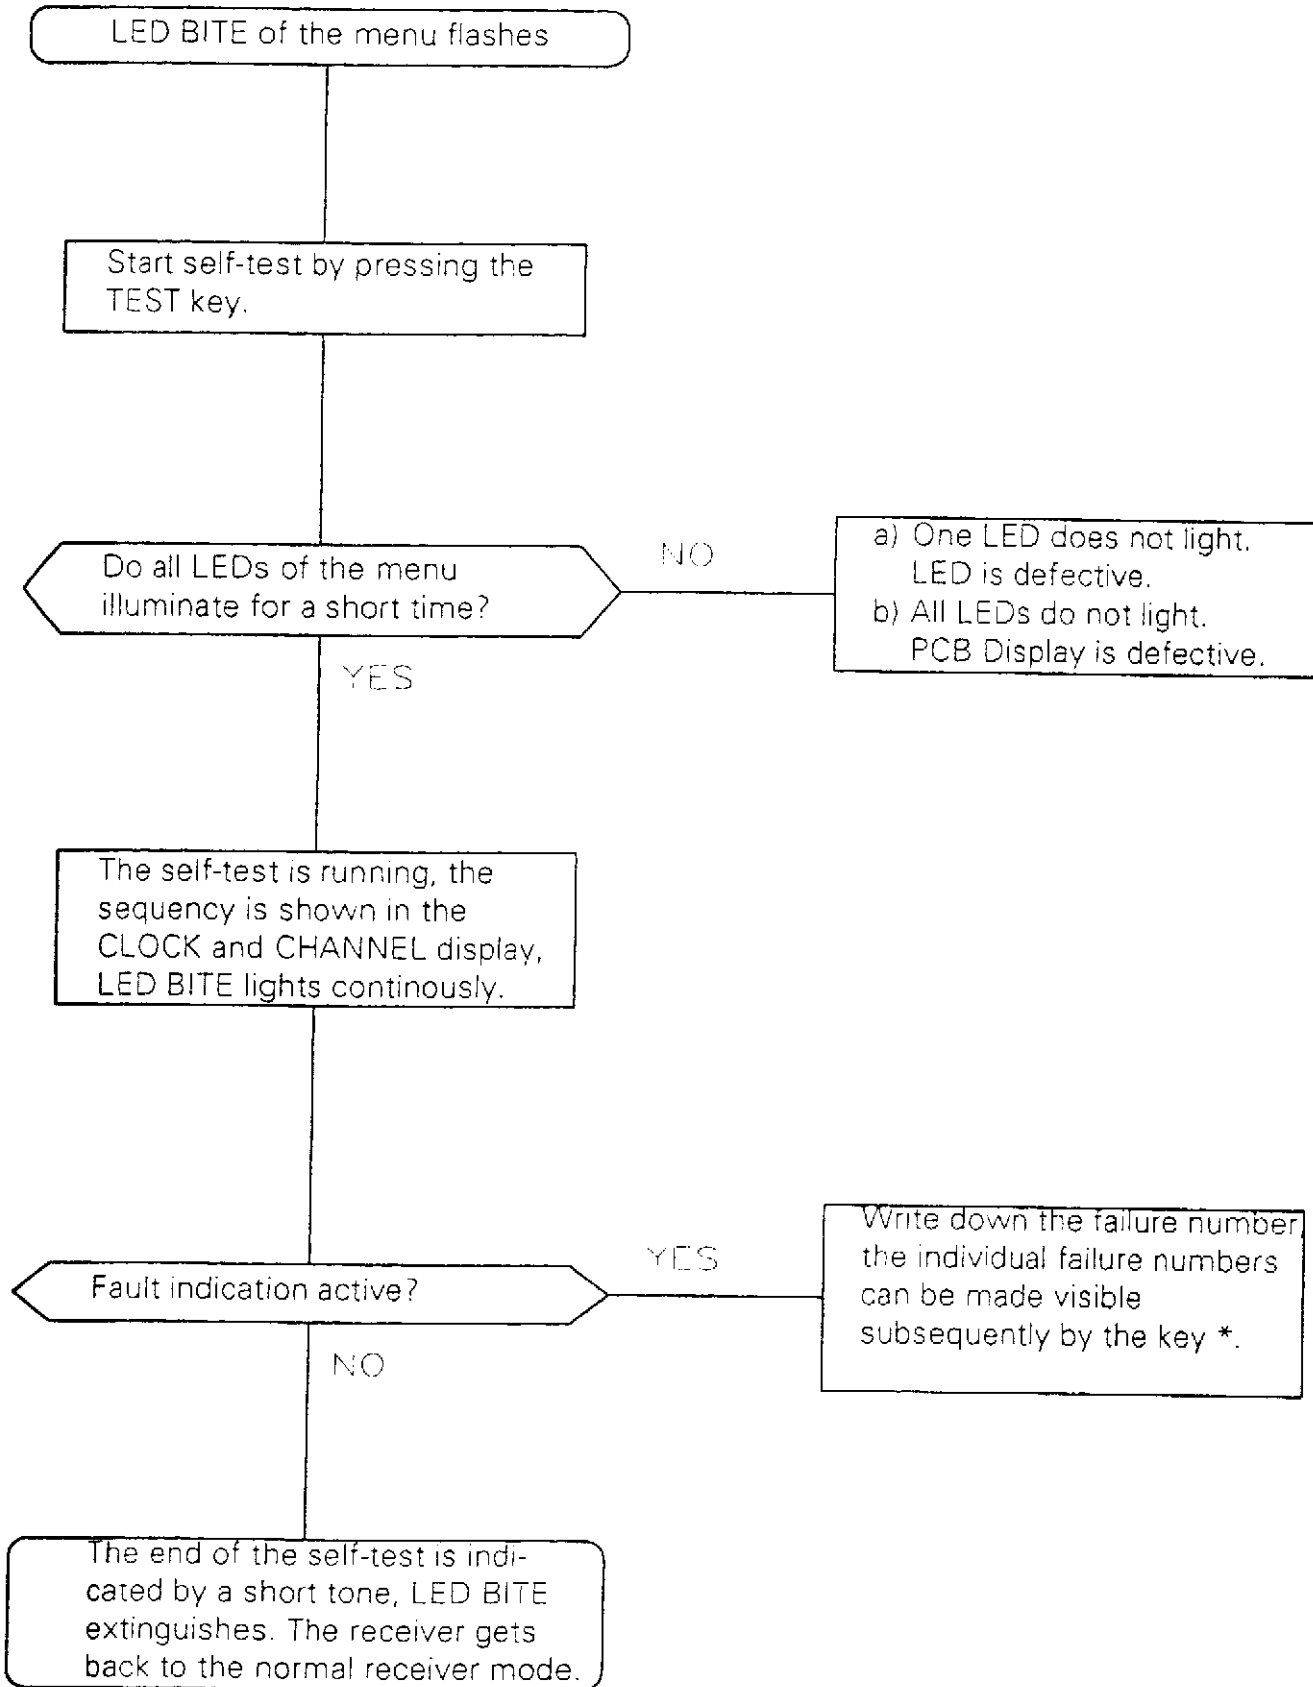 LED BITE of the menu flashes
Start self-test by pressing the
TEST key.
Do all LEDs of the menu
illuminate for a short time?
NO
a) One LED does not light.
LED is defective.
b) All LEDs do not light.
PCB Display is defective.
YES
The self-test is running, the
sequency is shown in the
CLOCK and CHANNEL display,
LED BITE lights continously.
Fault indication active?
YES
Write down the failure number,
the individual failure numbers
can be made visible
subsequently by the key *.
NO
The end of the self-test is indi-
cated by a short tone, LED BITE
extinguishes. The receiver gets
back to the normal receiver mode.